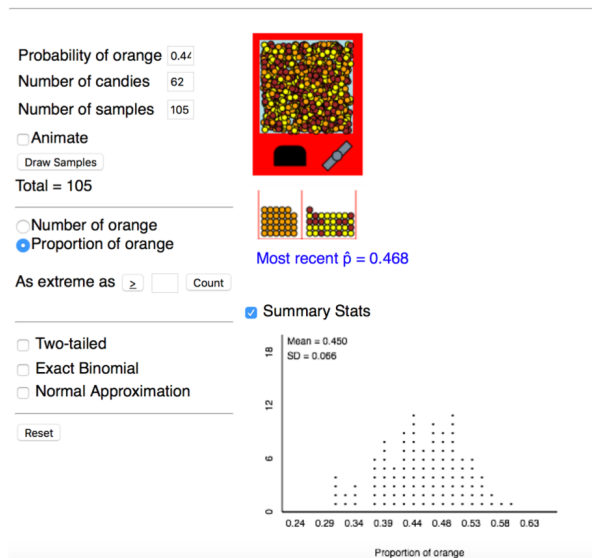 Probability of orange 0.44
Number of candies 62
Number of samples 105
Animate
Draw Samples
Total = 105
Number of orange
Proportion of orange
As extreme as ≥ Count
Two-tailed
Exact Binomial
Normal Approximation
Reset
Most recent p̂ = 0.468
Summary Stats
Mean = 0.450
SD = 0.066
18
12
6
0
0.24 0.29 0.34 0.39 0.44 0.48 0.53 0.58 0.63
Proportion of orange